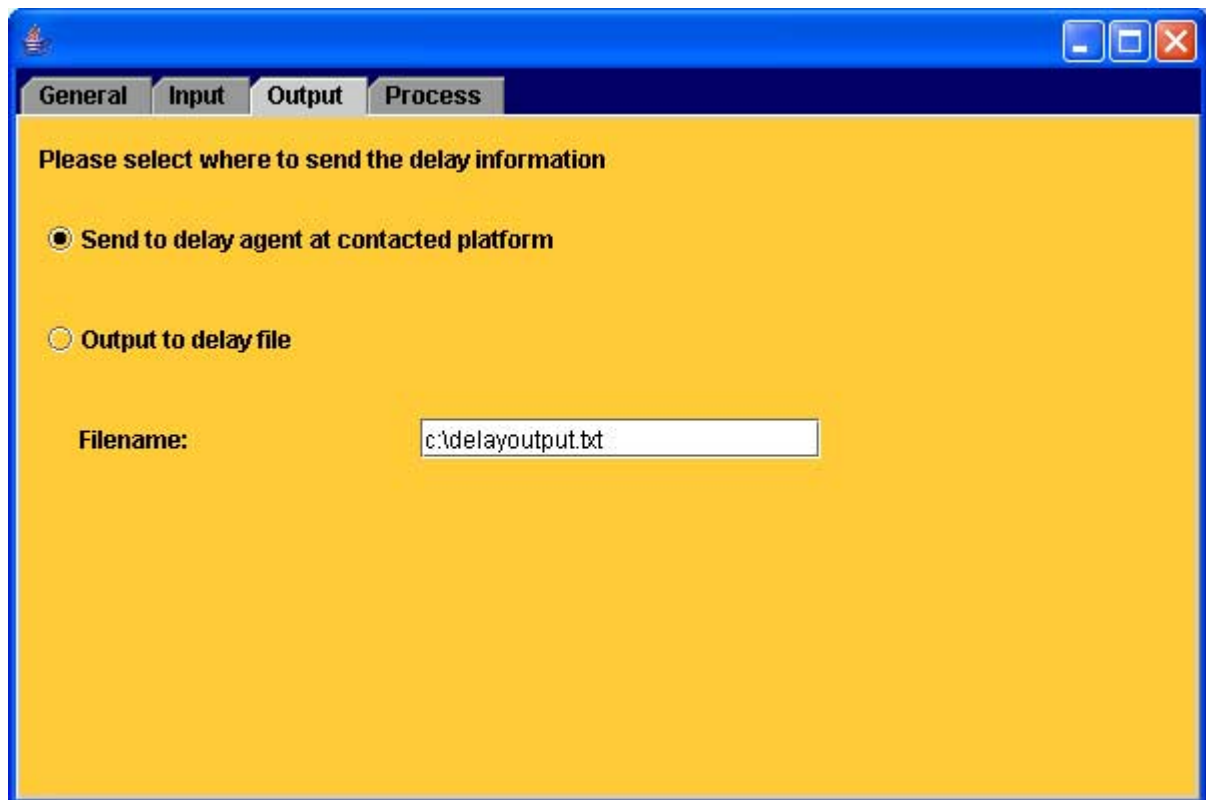 General Input Output Process
Please select where to send the delay information
Send to delay agent at contacted platform
Output to delay file
Filename: c:\delayoutput.txt